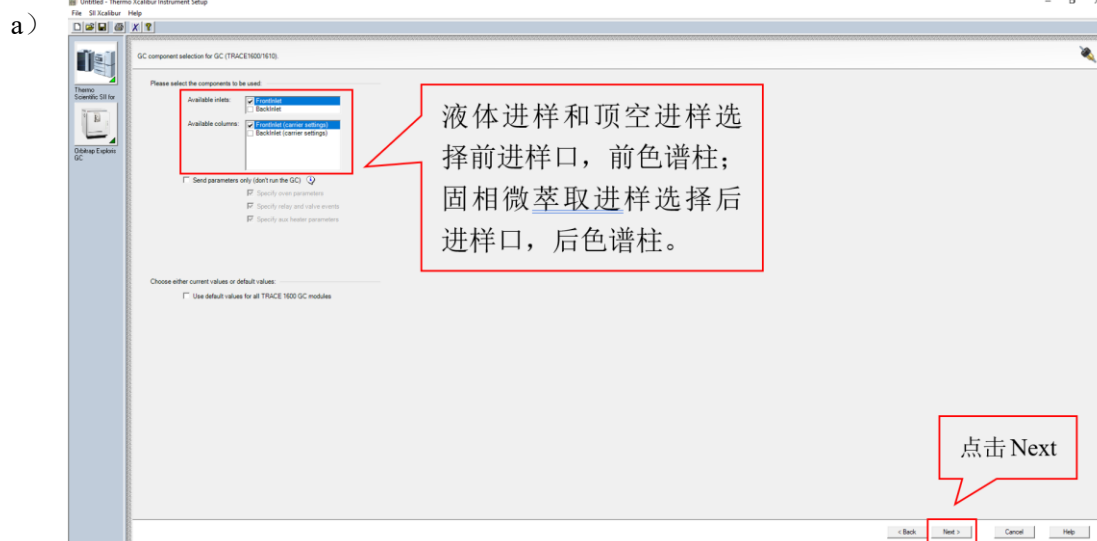 Untitled - Thermo Xcalibur Instrument Setup
File SII Xcalibur Help
a）
GC component selection for GC (TRACE1600/1610).
Thermo
Scientific SII for
Orbitrap Exploris
GC
Please select the components to be used:
Available inlets:
FrontInlet
BackInlet
Available columns:
FrontInlet (carrier settings)
BackInlet (carrier settings)
Send parameters only (don't run the GC)
Specify oven parameters
Specify relay and valve events
Specify aux heater parameters
液体进样和顶空进样选
择前进样口，前色谱柱；
固相微萃取进样选择后
进样口，后色谱柱。
Choose either current values or default values:
Use default values for all TRACE 1600 GC modules
点击Next
< Back Next > Cancel Help